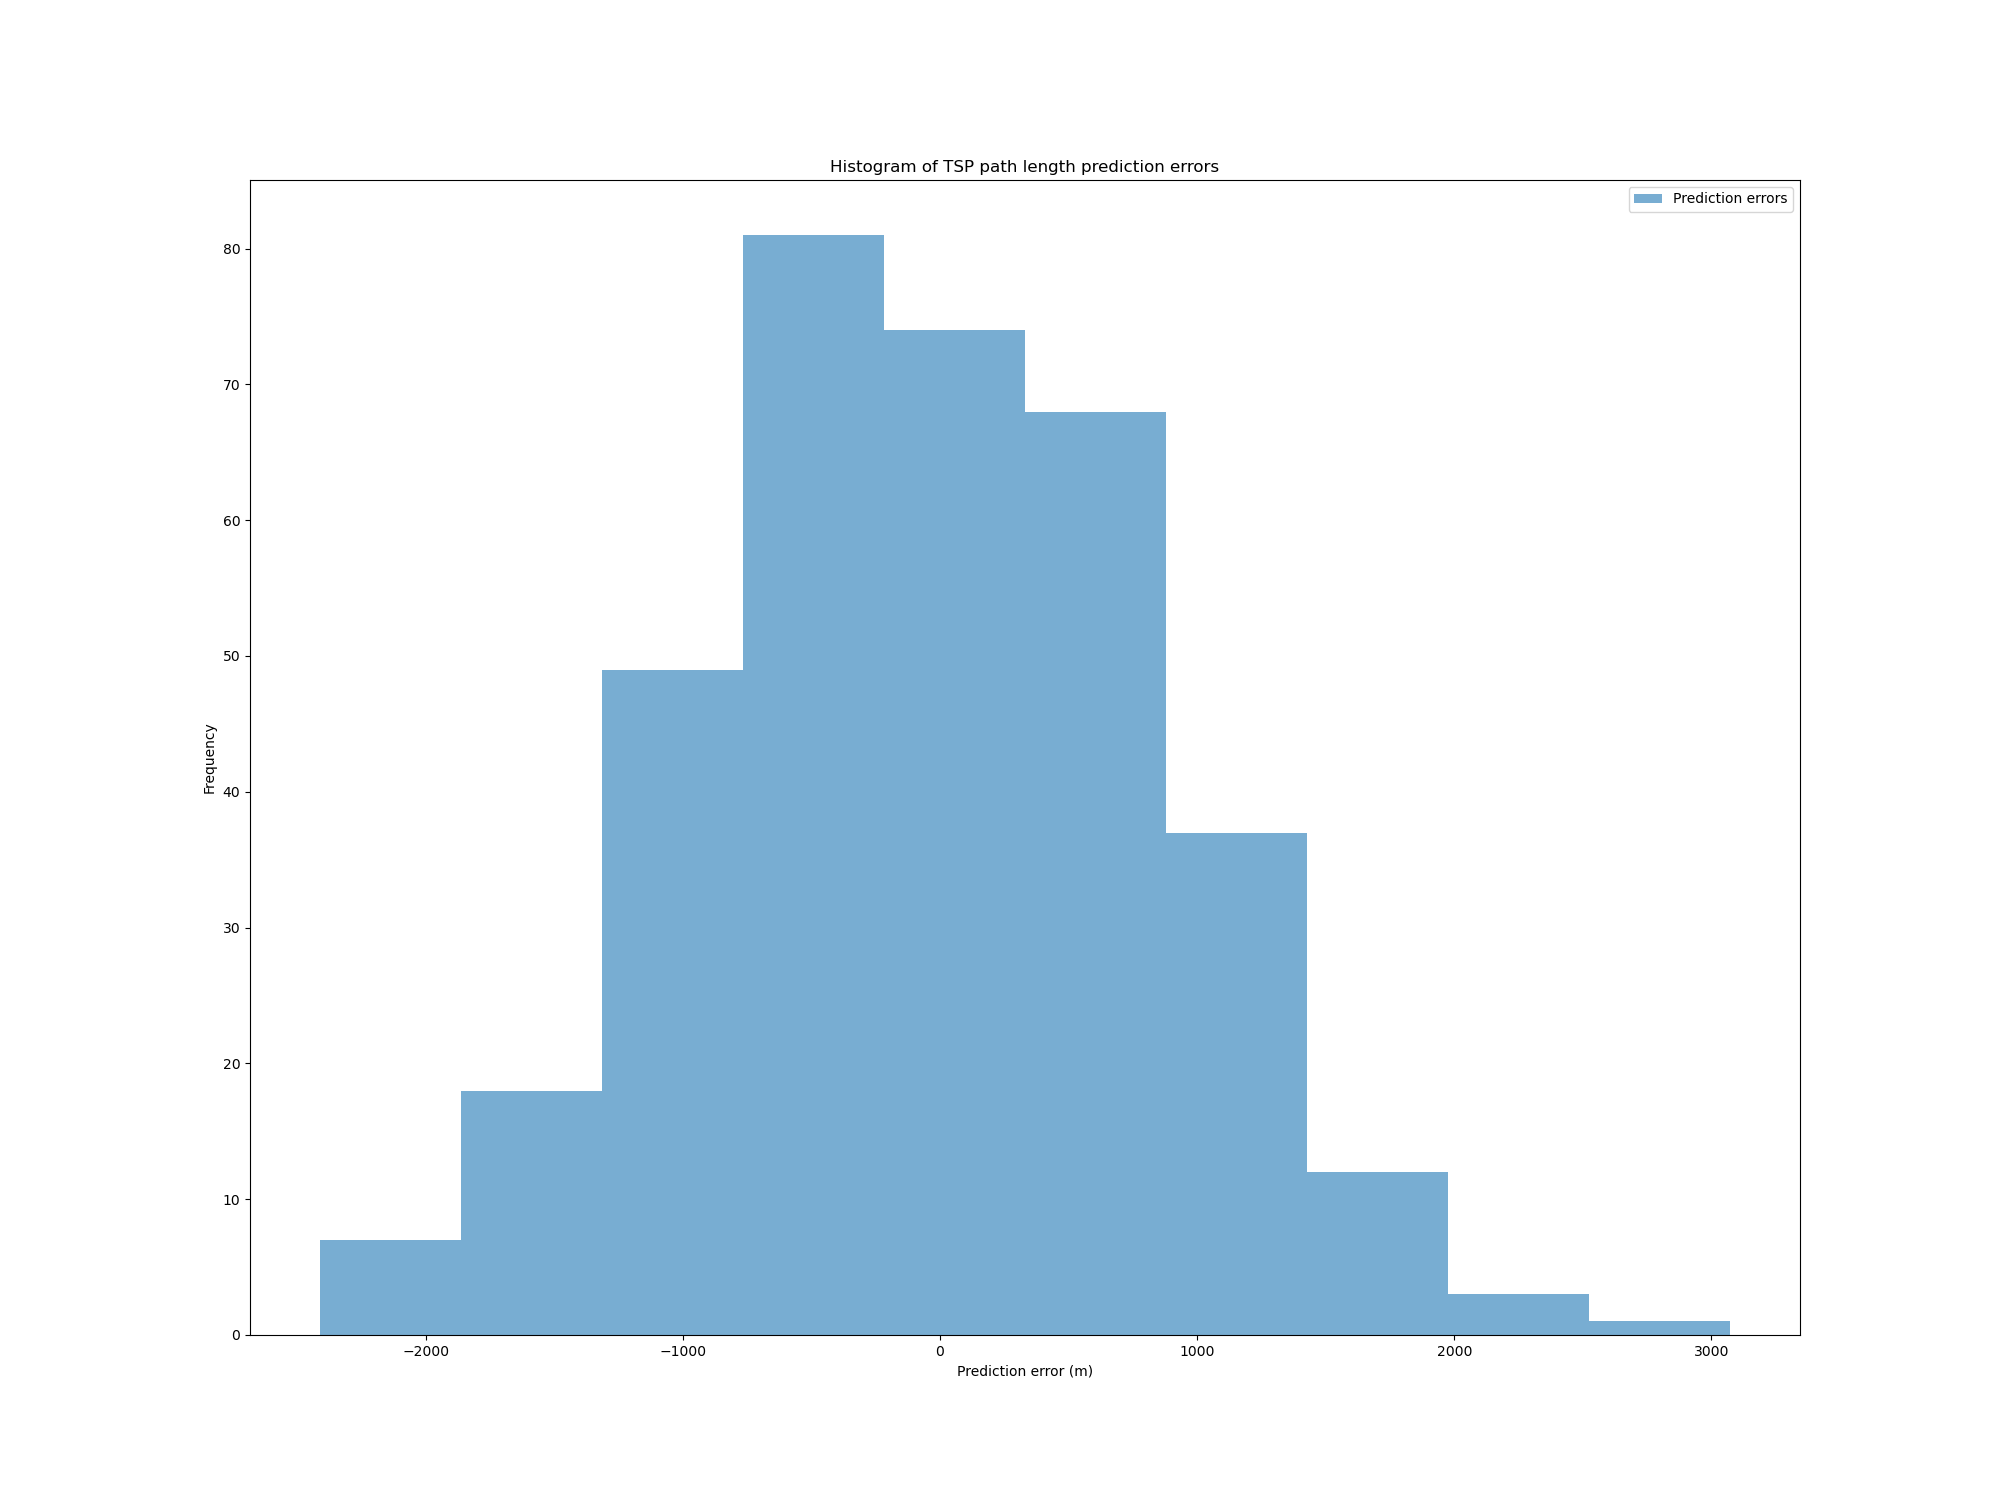 Histogram of TSP path length prediction errors
Prediction errors
Frequency
80
70
60
50
40
30
20
10
0
−2000 −1000 0 1000 2000 3000
Prediction error (m)